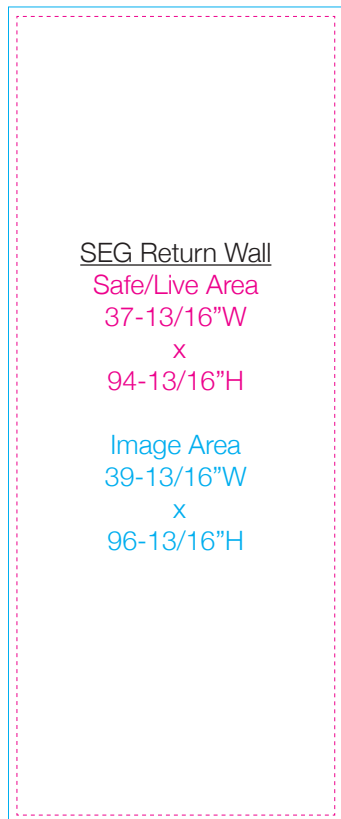 SEG Return Wall
Safe/Live Area
37-13/16”W
x
94-13/16”H
Image Area
39-13/16”W
x
96-13/16”H